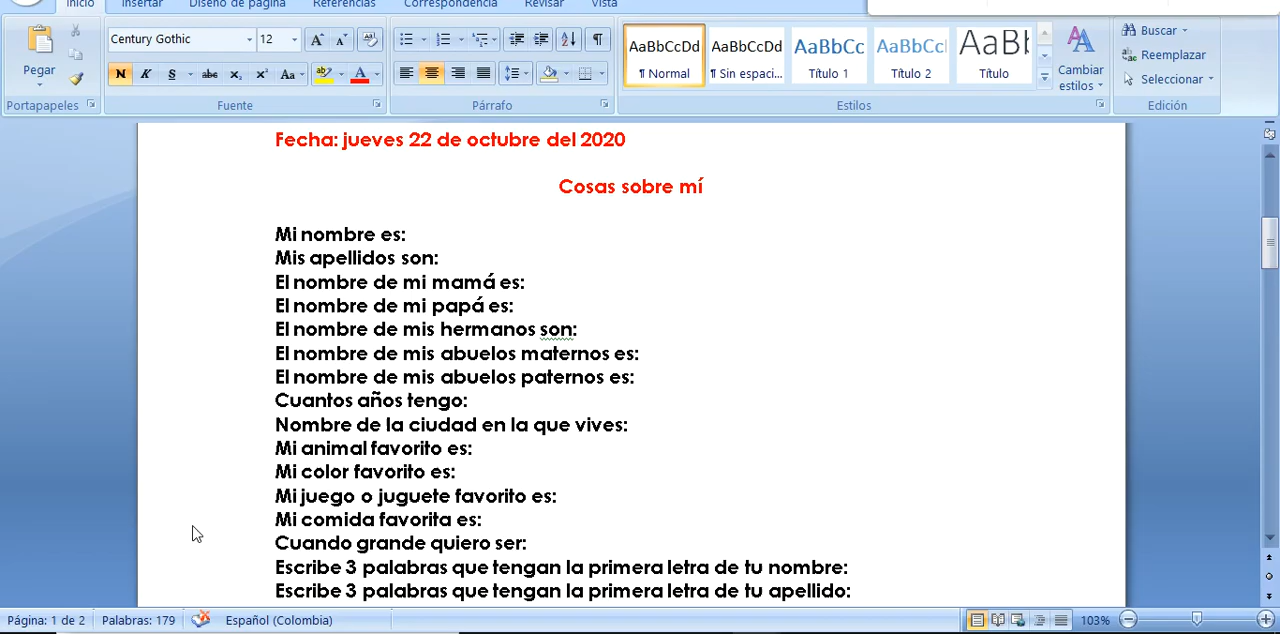 Inicio Insertar Diseño de página Referencias Correspondencia Revisar Vista
Century Gothic 12 AaBbCcDd AaBbCcDd AaBbCc AaBbCc AaB Buscar
Pegar Cambiar estilos Reemplazar
N K S abc x₂ x² Aa ab A ¶ Normal ¶ Sin espaci... Título 1 Título 2 Título Seleccionar
Portapapeles Fuente Párrafo Estilos Edición
Fecha: jueves 22 de octubre del 2020
Cosas sobre mí
Mi nombre es:
Mis apellidos son:
El nombre de mi mamá es:
El nombre de mi papá es:
El nombre de mis hermanos son:
El nombre de mis abuelos maternos es:
El nombre de mis abuelos paternos es:
Cuantos años tengo:
Nombre de la ciudad en la que vives:
Mi animal favorito es:
Mi color favorito es:
Mi juego o juguete favorito es:
Mi comida favorita es:
Cuando grande quiero ser:
Escribe 3 palabras que tengan la primera letra de tu nombre:
Escribe 3 palabras que tengan la primera letra de tu apellido:
Página: 1 de 2 Palabras: 179 Español (Colombia) 103%